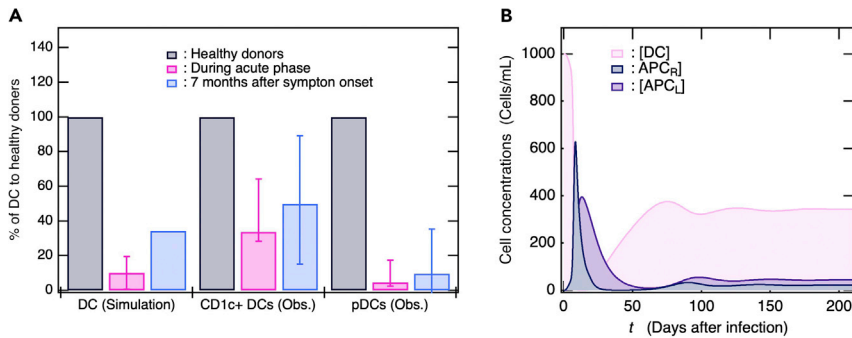 A
140
120
100
80
60
40
20
0
% of DC to healthy doners
: Healthy donors
: During acute phase
: 7 months after sympton onset
DC (Simulation)
CD1c+ DCs (Obs.)
pDCs (Obs.)
B
1000
800
600
400
200
0
Cell concentrations (Cells/mL)
: [DC]
: APCR]
: [APCL]
0 50 100 150 200
t (Days after infection)